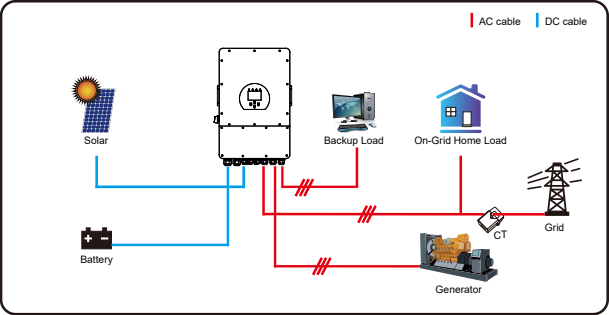 AC cable
DC cable
Solar
Backup Load
On-Grid Home Load
CT
Grid
Battery
Generator